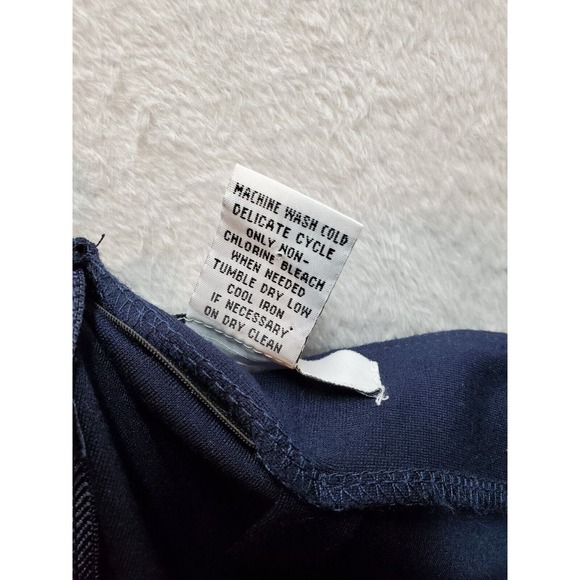 MACHINE WASH COLD
DELICATE CYCLE
ONLY NON-
CHLORINE BLEACH
WHEN NEEDED
TUMBLE DRY LOW
COOL IRON
IF NECESSARY
ON DRY CLEAN